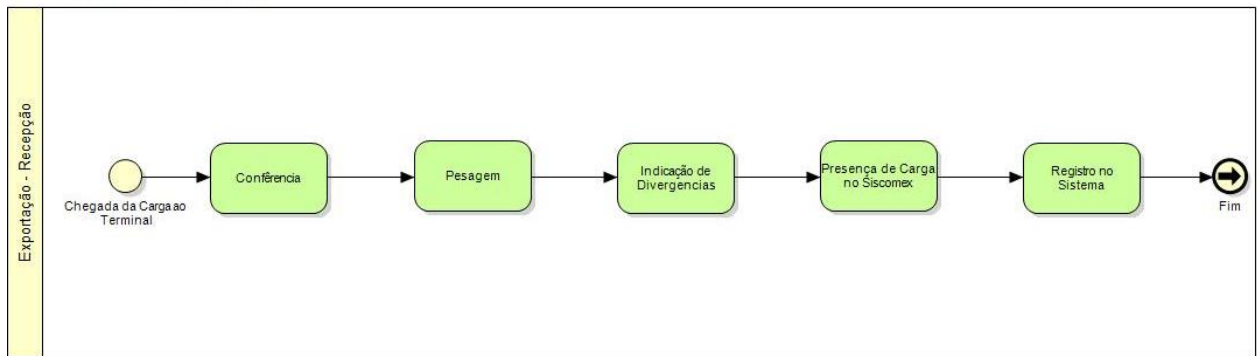 Exportação - Recepção
Chegada da Carga ao
Terminal
Confêrencia
Pesagem
Indicação de
Divergencias
Presença de Carga
no Siscomex
Registro no
Sistema
Fim